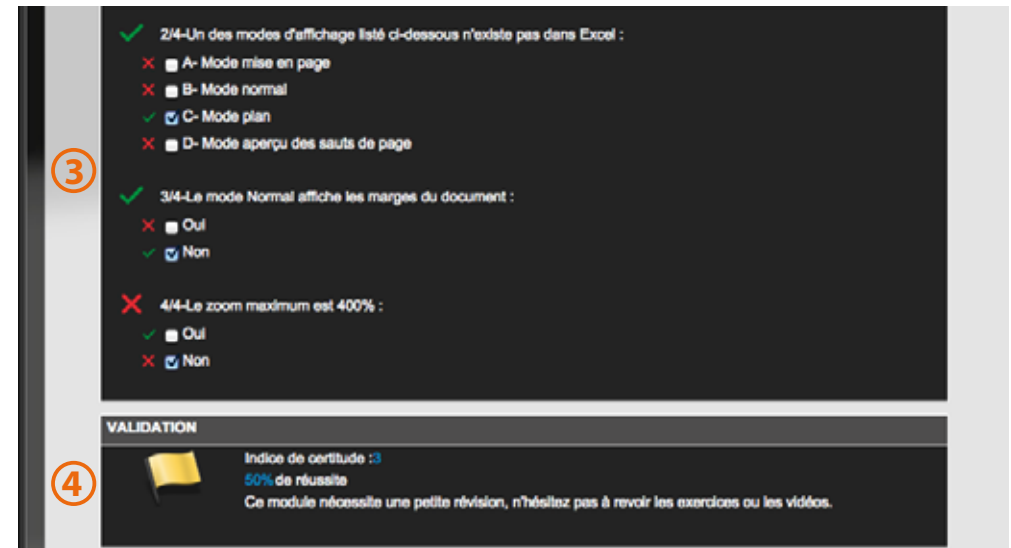 2/4-Un des modes d'affichage listé ci-dessous n'existe pas dans Excel :
A- Mode mise en page
B- Mode normal
C- Mode plan
D- Mode aperçu des sauts de page
3
3/4-Le mode Normal affiche les marges du document :
Oui
Non
4/4-Le zoom maximum est 400% :
Oui
Non
VALIDATION
4
Indice de certitude :3
50% de réussite
Ce module nécessite une petite révision, n'hésitez pas à revoir les exercices ou les vidéos.